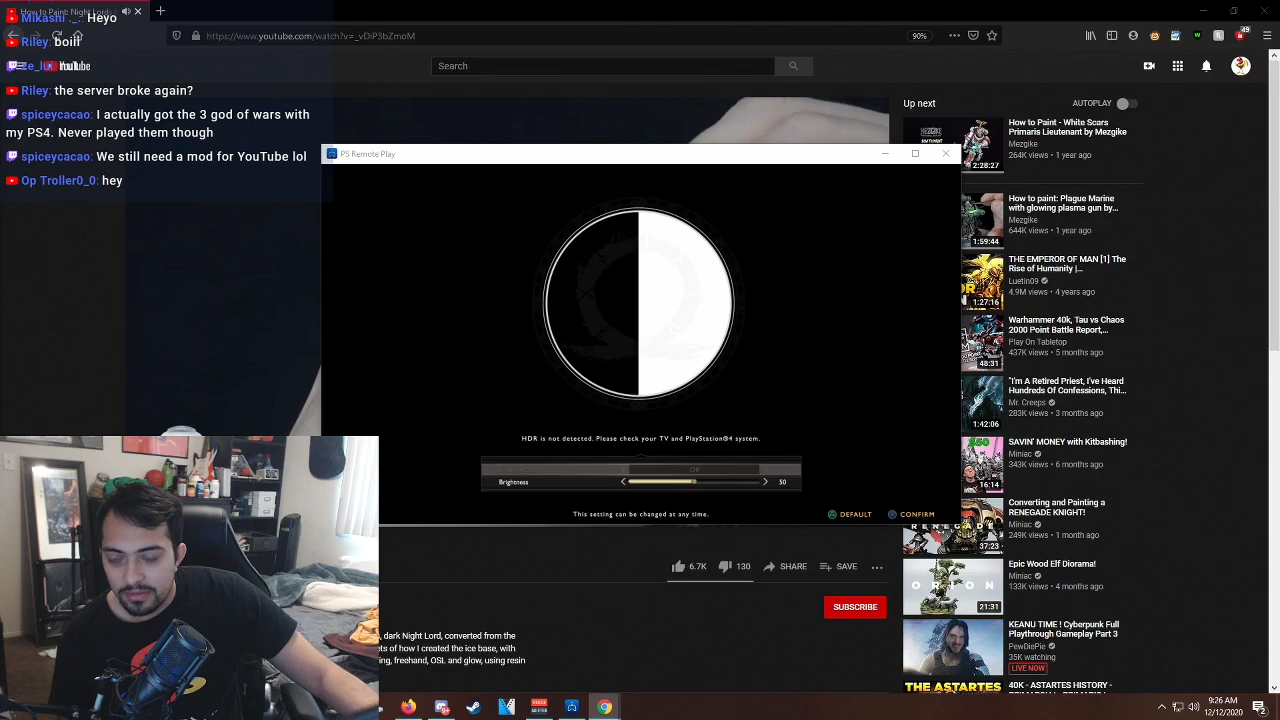 How to Paint: Night Lords
Mikashi ._.: Heyo
https://www.youtube.com/watch?v=_vDiP3bZmoM
90%
49
Riley: boiii
YouTube
Search
Riley: the server broke again?
spiceycacao: I actually got the 3 god of wars with
my PS4. Never played them though
spiceycacao: We still need a mod for YouTube lol
Op Troller0_0: hey
PS Remote Play
HDR is not detected. Please check your TV and PlayStation®4 system.
Off
Brightness
50
This setting can be changed at any time.
DEFAULT
CONFIRM
6.7K
130
SHARE
SAVE
SUBSCRIBE
, dark Night Lord, converted from the
ets of how I created the ice base, with
ing, freehand, OSL and glow, using resin
Up next
AUTOPLAY
How to Paint - White Scars
Primaris Lieutenant by Mezgike
Mezgike
264K views • 1 year ago
2:28:27
How to paint: Plague Marine
with glowing plasma gun by...
Mezgike
644K views • 1 year ago
1:59:44
THE EMPEROR OF MAN [1] The
Rise of Humanity |...
Luetin09
4.9M views • 4 years ago
1:27:16
Warhammer 40k, Tau vs Chaos
2000 Point Battle Report,...
Play On Tabletop
437K views • 5 months ago
48:31
"I'm A Retired Priest, I've Heard
Hundreds Of Confessions, Thi...
Mr. Creeps
283K views • 3 months ago
1:42:06
SAVIN' MONEY with Kitbashing!
Miniac
343K views • 6 months ago
16:14
Converting and Painting a
RENEGADE KNIGHT!
Miniac
249K views • 1 month ago
37:23
Epic Wood Elf Diorama!
Miniac
133K views • 4 months ago
21:31
KEANU TIME ! Cyberpunk Full
Playthrough Gameplay Part 3
PewDiePie
35K watching
LIVE NOW
THE ASTARTES
40K - ASTARTES HISTORY -
9:26 AM
12/12/2020